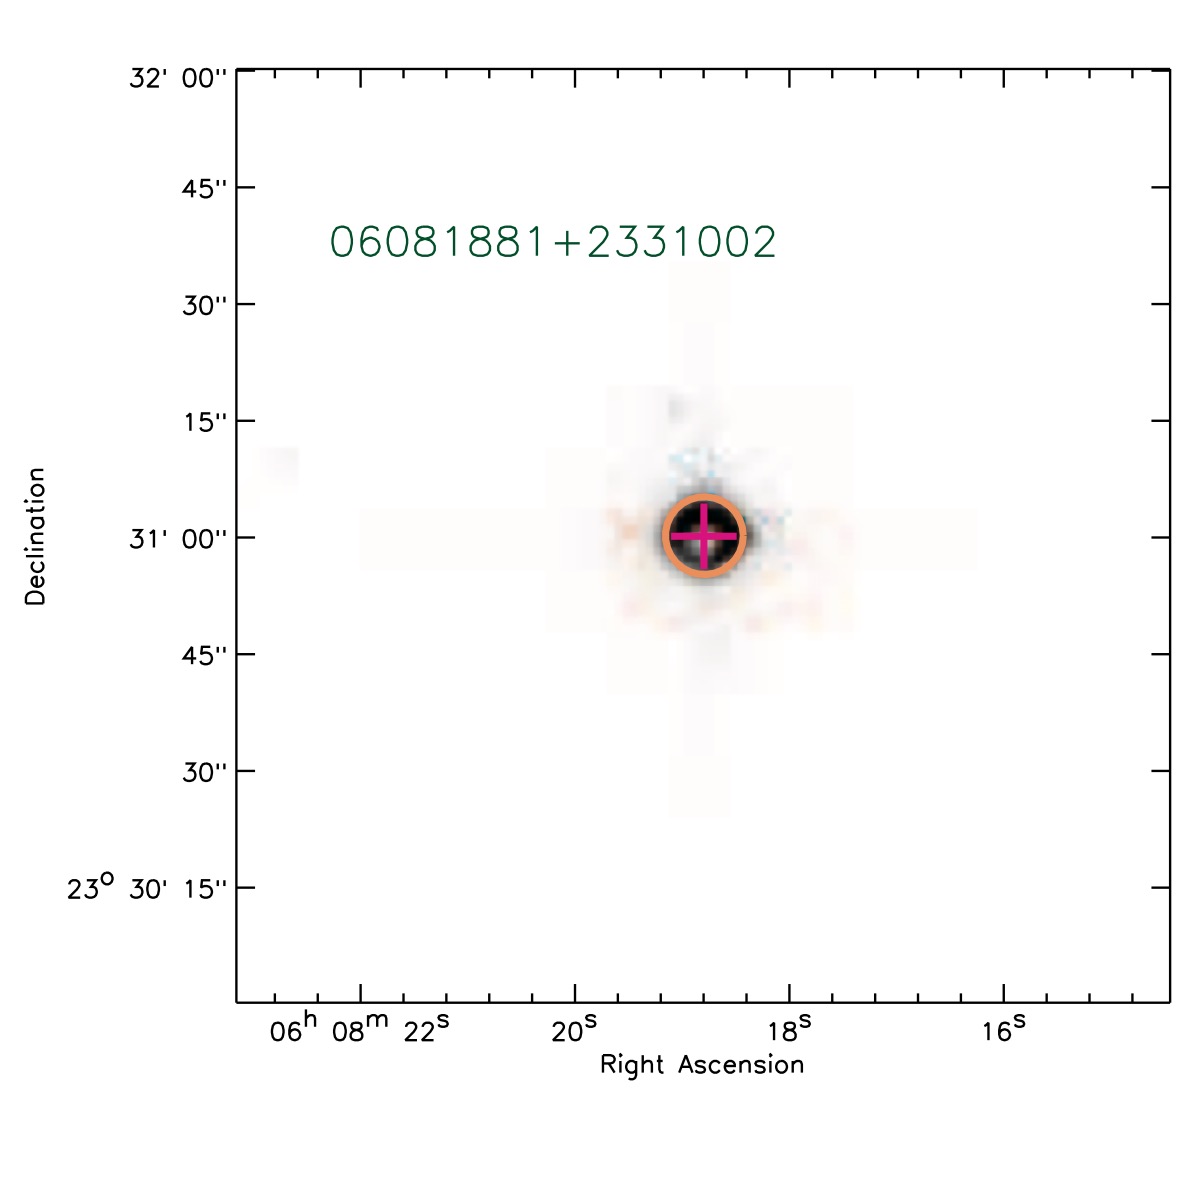 32' 00"
45"
06081881+2331002
30"
15"
Declination
31' 00"
45"
30"
23° 30' 15"
06ʰ 08ᵐ 22ˢ 20ˢ 18ˢ 16ˢ
Right Ascension